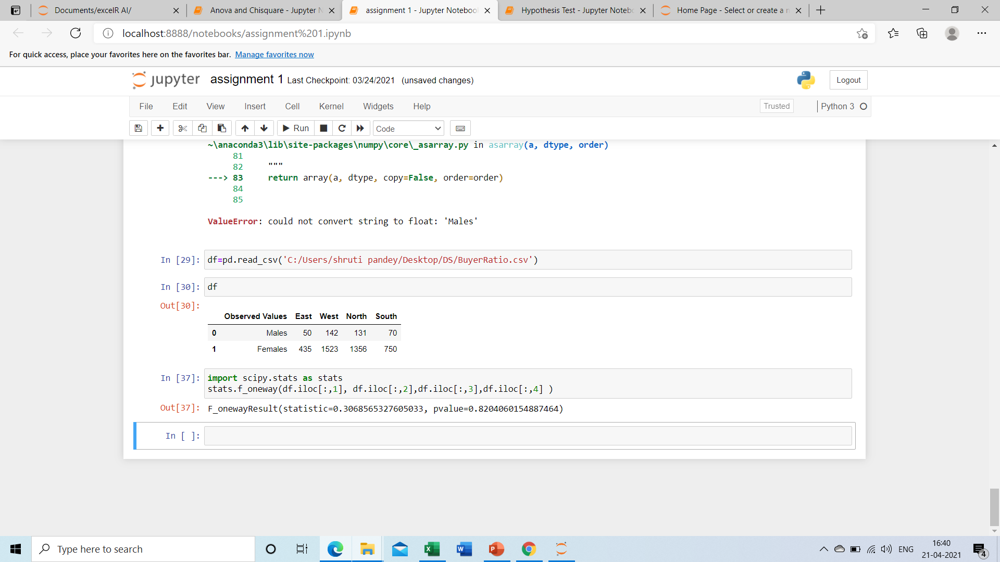 Documents/excelR AI/
Anova and Chisquare - Jupyter N
assignment 1 - Jupyter Notebool
Hypothesis Test - Jupyter Notebo
Home Page - Select or create a n
localhost:8888/notebooks/assignment%201.ipynb
For quick access, place your favorites here on the favorites bar. Manage favorites now
jupyter assignment 1 Last Checkpoint: 03/24/2021 (unsaved changes)
Logout
File Edit View Insert Cell Kernel Widgets Help
Trusted
Python 3
Run
Code
~\anaconda3\lib\site-packages\numpy\core\_asarray.py in asarray(a, dtype, order)
81
82 """
---> 83 return array(a, dtype, copy=False, order=order)
84
85
ValueError: could not convert string to float: 'Males'
In [29]: df=pd.read_csv('C:/Users/shruti pandey/Desktop/DS/BuyerRatio.csv')
In [30]: df
Out[30]:
Observed Values East West North South
0 Males 50 142 131 70
1 Females 435 1523 1356 750
In [37]: import scipy.stats as stats
stats.f_oneway(df.iloc[:,1], df.iloc[:,2],df.iloc[:,3],df.iloc[:,4] )
Out[37]: F_onewayResult(statistic=0.3068565327605033, pvalue=0.8204060154887464)
In [ ]:
Type here to search
ENG
16:40
21-04-2021
4